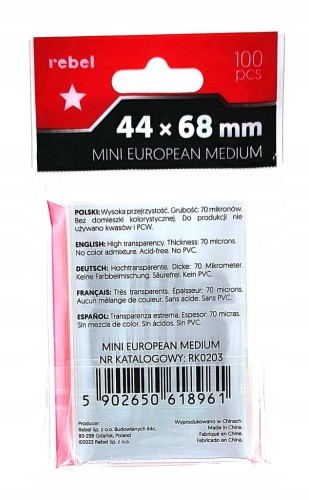 rebel
100
pcs
44 × 68 mm
MINI EUROPEAN MEDIUM
POLSKI: Wysoka przejrzystość. Grubość: 70 mikronów.
Bez domieszki kolorystycznej. Do produkcji nie
używano kwasów i PCW.
ENGLISH: High transparency. Thickness: 70 microns.
No color admixture. Acid-free. No PVC.
DEUTSCH: Hochtransparente. Dicke: 70 Mikrometer.
Keine Farbbeimischung. Säurefrei. Kein PVC.
FRANÇAIS: Très transparents. Épaisseur: 70 microns.
Aucun mélange de couleur. Sans acide. Sans PVC.
ESPAÑOL: Transparenza estrema. Espesor: 70 micras.
Sin mezcla de color. Sin ácidos. Sin PVC.
MINI EUROPEAN MEDIUM
NR KATALOGOWY: RK0203
5 902650 618961
Producer:
Rebel Sp. z o.o. Budowlanych 64c,
80-298 Gdańsk, Poland
©2023 Rebel Sp. z o.o.
Wyprodukowano w Chinach.
Made in China.
Fabriqué en Chine.
Fabricado en China.